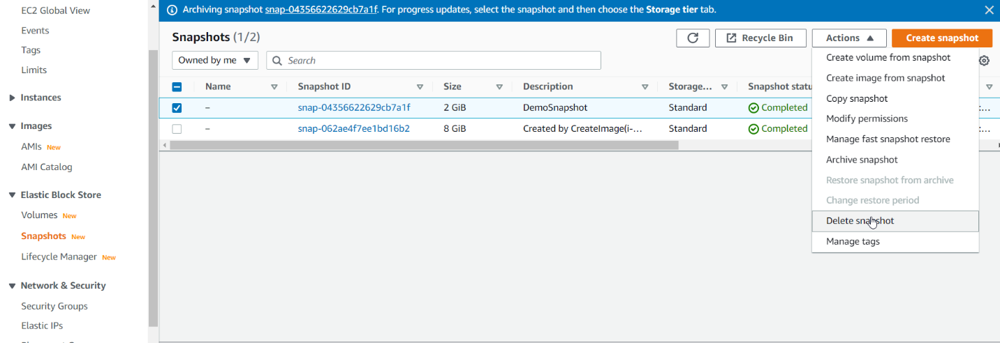 EC2 Global View
Events
Tags
Limits
Instances
Images
AMIs New
AMI Catalog
Elastic Block Store
Volumes New
Snapshots New
Lifecycle Manager New
Network & Security
Security Groups
Elastic IPs
Archiving snapshot snap-04356622629cb7a1f. For progress updates, select the snapshot and then choose the Storage tier tab.
Snapshots (1/2)
Recycle Bin
Actions
Create snapshot
Owned by me
Search
Name Snapshot ID Size Description Storage... Snapshot statu
– snap-04356622629cb7a1f 2 GiB DemoSnapshot Standard Completed :...
– snap-062ae4f7ee1bd16b2 8 GiB Created by CreateImage(i-... Standard Completed :...
Create volume from snapshot
Create image from snapshot
Copy snapshot
Modify permissions
Manage fast snapshot restore
Archive snapshot
Restore snapshot from archive
Change restore period
Delete snapshot
Manage tags